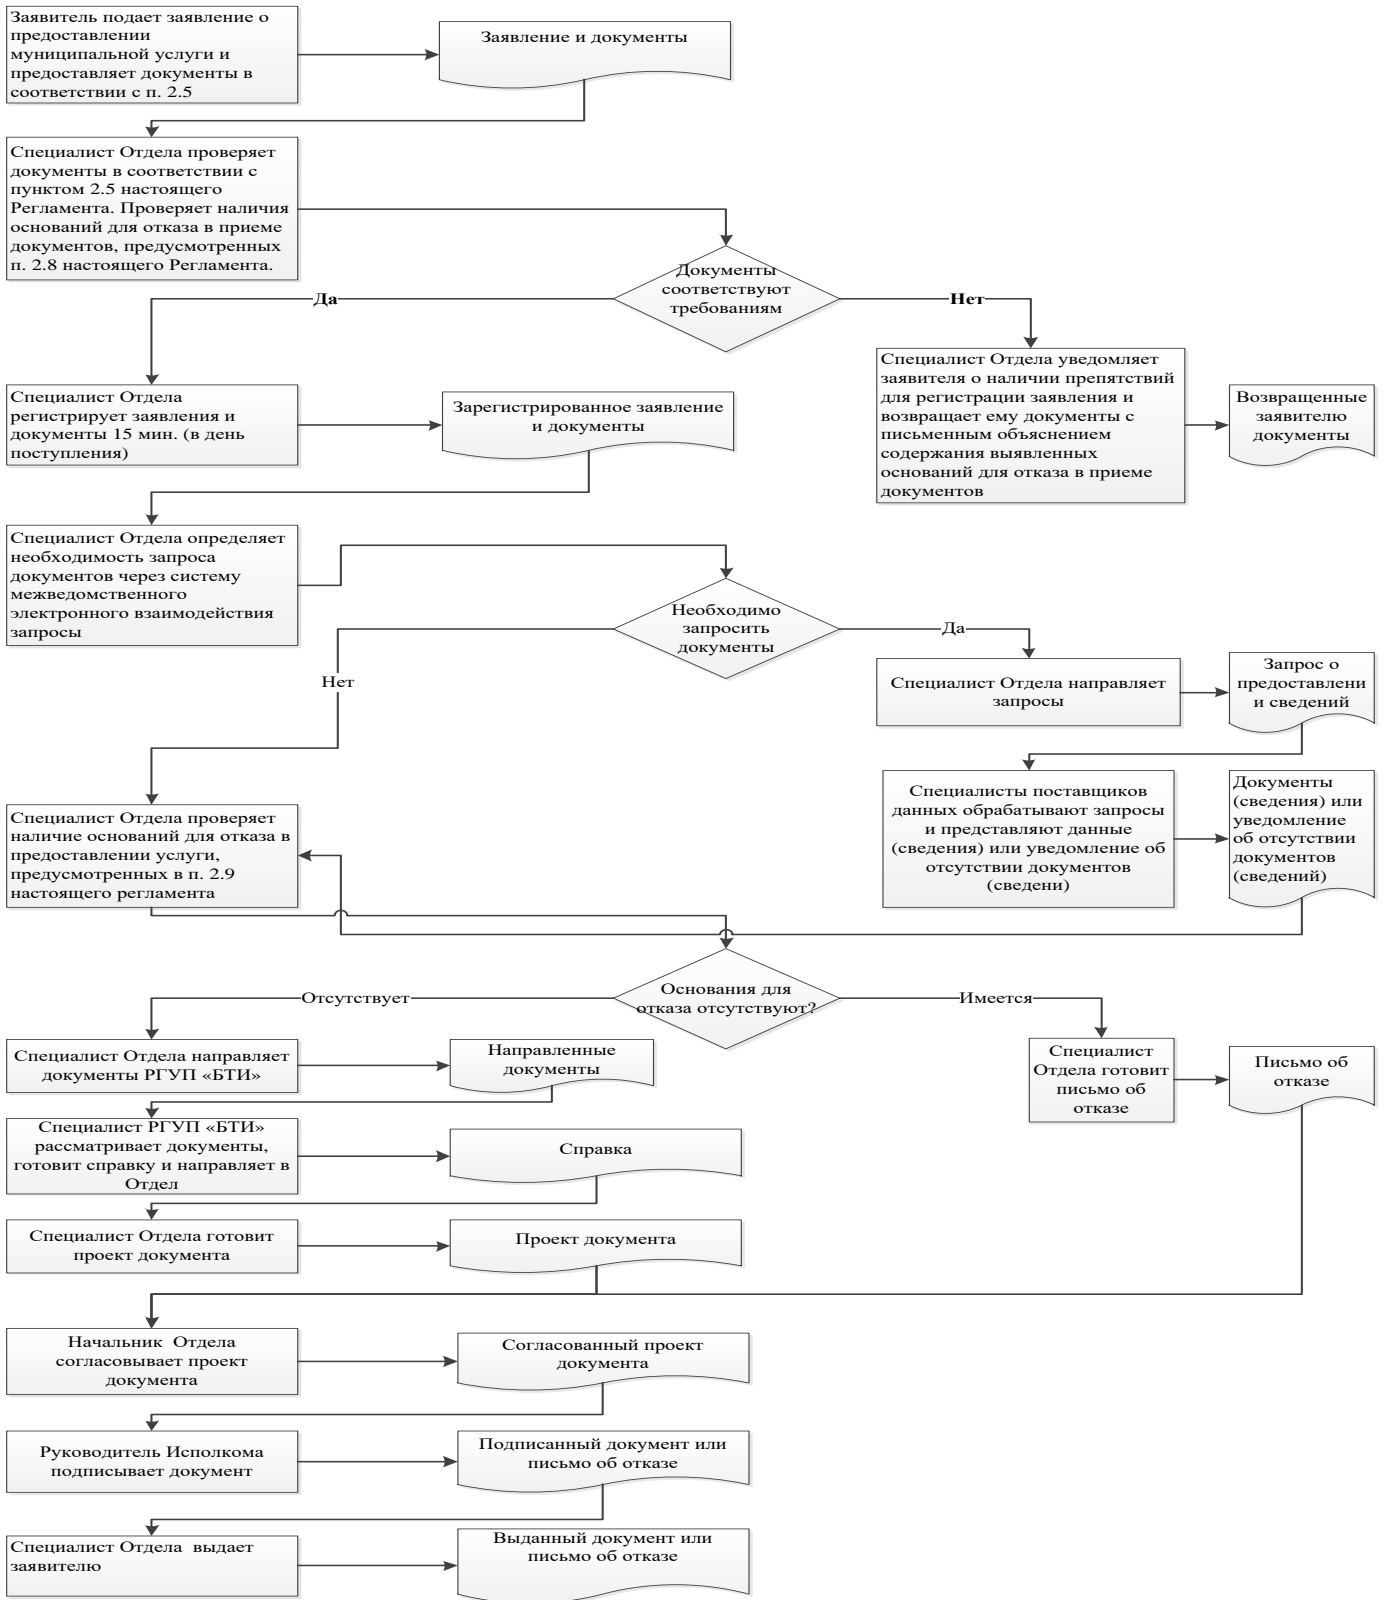 Заявитель подает заявление о
предоставлении
муниципальной услуги и
предоставляет документы в
соответствии с п. 2.5
Заявление и документы
Специалист Отдела проверяет
документы в соответствии с
пунктом 2.5 настоящего
Регламента. Проверяет наличия
оснований для отказа в приеме
документов, предусмотренных
п. 2.8 настоящего Регламента.
Документы
соответствуют
требованиям
Да
Нет
Специалист Отдела
регистрирует заявления и
документы 15 мин. (в день
поступления)
Зарегистрированное заявление
и документы
Специалист Отдела уведомляет
заявителя о наличии препятствий
для регистрации заявления и
возвращает ему документы с
письменным объяснением
содержания выявленных
оснований для отказа в приеме
документов
Возвращенные
заявителю
документы
Специалист Отдела определяет
необходимость запроса
документов через систему
межведомственного
электронного взаимодействия
запросы
Необходимо
запросить
документы
Да
Нет
Специалист Отдела направляет
запросы
Запрос о
предоставлени
и сведений
Специалисты поставщиков
данных обрабатывают запросы
и представляют данные
(сведения) или уведомление об
отсутствии документов
(сведени)
Документы
(сведения) или
уведомление
об отсутствии
документов
(сведений)
Специалист Отдела проверяет
наличие оснований для отказа в
предоставлении услуги,
предусмотренных в п. 2.9
настоящего регламента
Основания для
отказа отсутствуют?
Отсутствует
Имеется
Специалист Отдела направляет
документы РГУП «БТИ»
Направленные
документы
Специалист
Отдела готовит
письмо об
отказе
Письмо об
отказе
Специалист РГУП «БТИ»
рассматривает документы,
готовит справку и направляет в
Отдел
Справка
Специалист Отдела готовит
проект документа
Проект документа
Начальник  Отдела
согласовывает проект
документа
Согласованный проект
документа
Руководитель Исполкома
подписывает документ
Подписанный документ или
письмо об отказе
Специалист Отдела  выдает
заявителю
Выданный документ или
письмо об отказе